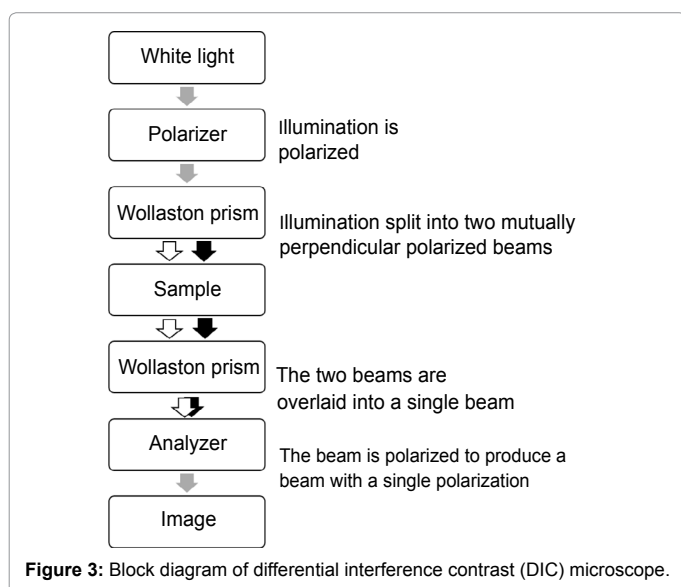 White light
Polarizer
Illumination is
polarized
Wollaston prism
Illumination split into two mutually
perpendicular polarized beams
Sample
Wollaston prism
The two beams are
overlaid into a single beam
Analyzer
The beam is polarized to produce a
beam with a single polarization
Image
Figure 3: Block diagram of differential interference contrast (DIC) microscope.